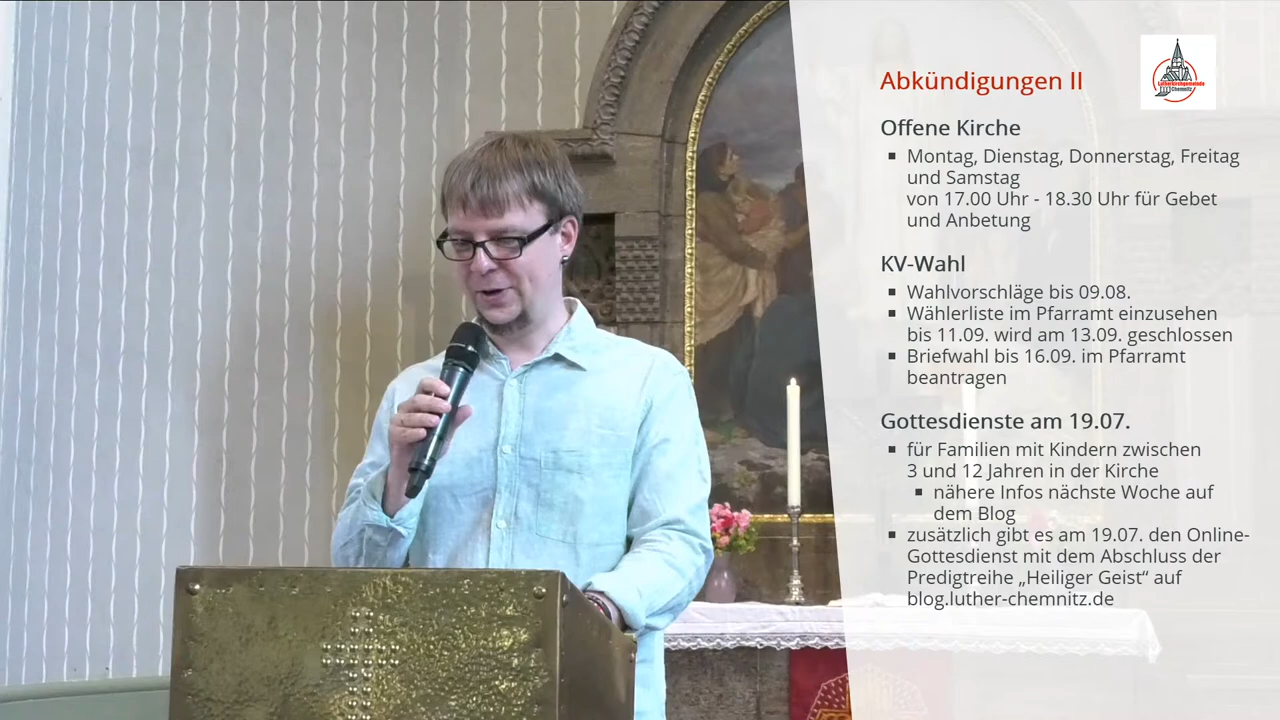 Abkündigungen II
Lutherkirchgemeinde
Chemnitz
Offene Kirche
Montag, Dienstag, Donnerstag, Freitag
und Samstag
von 17.00 Uhr - 18.30 Uhr für Gebet
und Anbetung
KV-Wahl
Wahlvorschläge bis 09.08.
Wählerliste im Pfarramt einzusehen
bis 11.09. wird am 13.09. geschlossen
Briefwahl bis 16.09. im Pfarramt
beantragen
Gottesdienste am 19.07.
für Familien mit Kindern zwischen
3 und 12 Jahren in der Kirche
nähere Infos nächste Woche auf
dem Blog
zusätzlich gibt es am 19.07. den Online-
Gottesdienst mit dem Abschluss der
Predigtreihe „Heiliger Geist“ auf
blog.luther-chemnitz.de